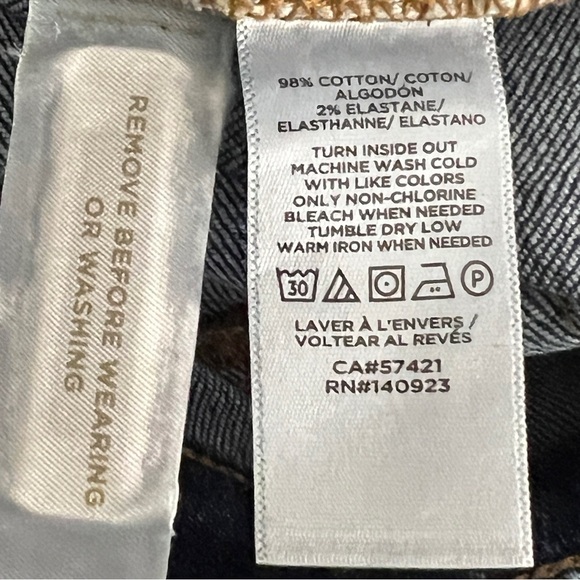 REMOVE BEFORE WEARING
OR WASHING
98% COTTON/ COTON/
ALGODÓN
2% ELASTANE/
ELASTHANNE/ ELASTANO
TURN INSIDE OUT
MACHINE WASH COLD
WITH LIKE COLORS
ONLY NON-CHLORINE
BLEACH WHEN NEEDED
TUMBLE DRY LOW
WARM IRON WHEN NEEDED
30 P
LAVER À L'ENVERS /
VOLTEAR AL REVÉS
CA#57421
RN#140923